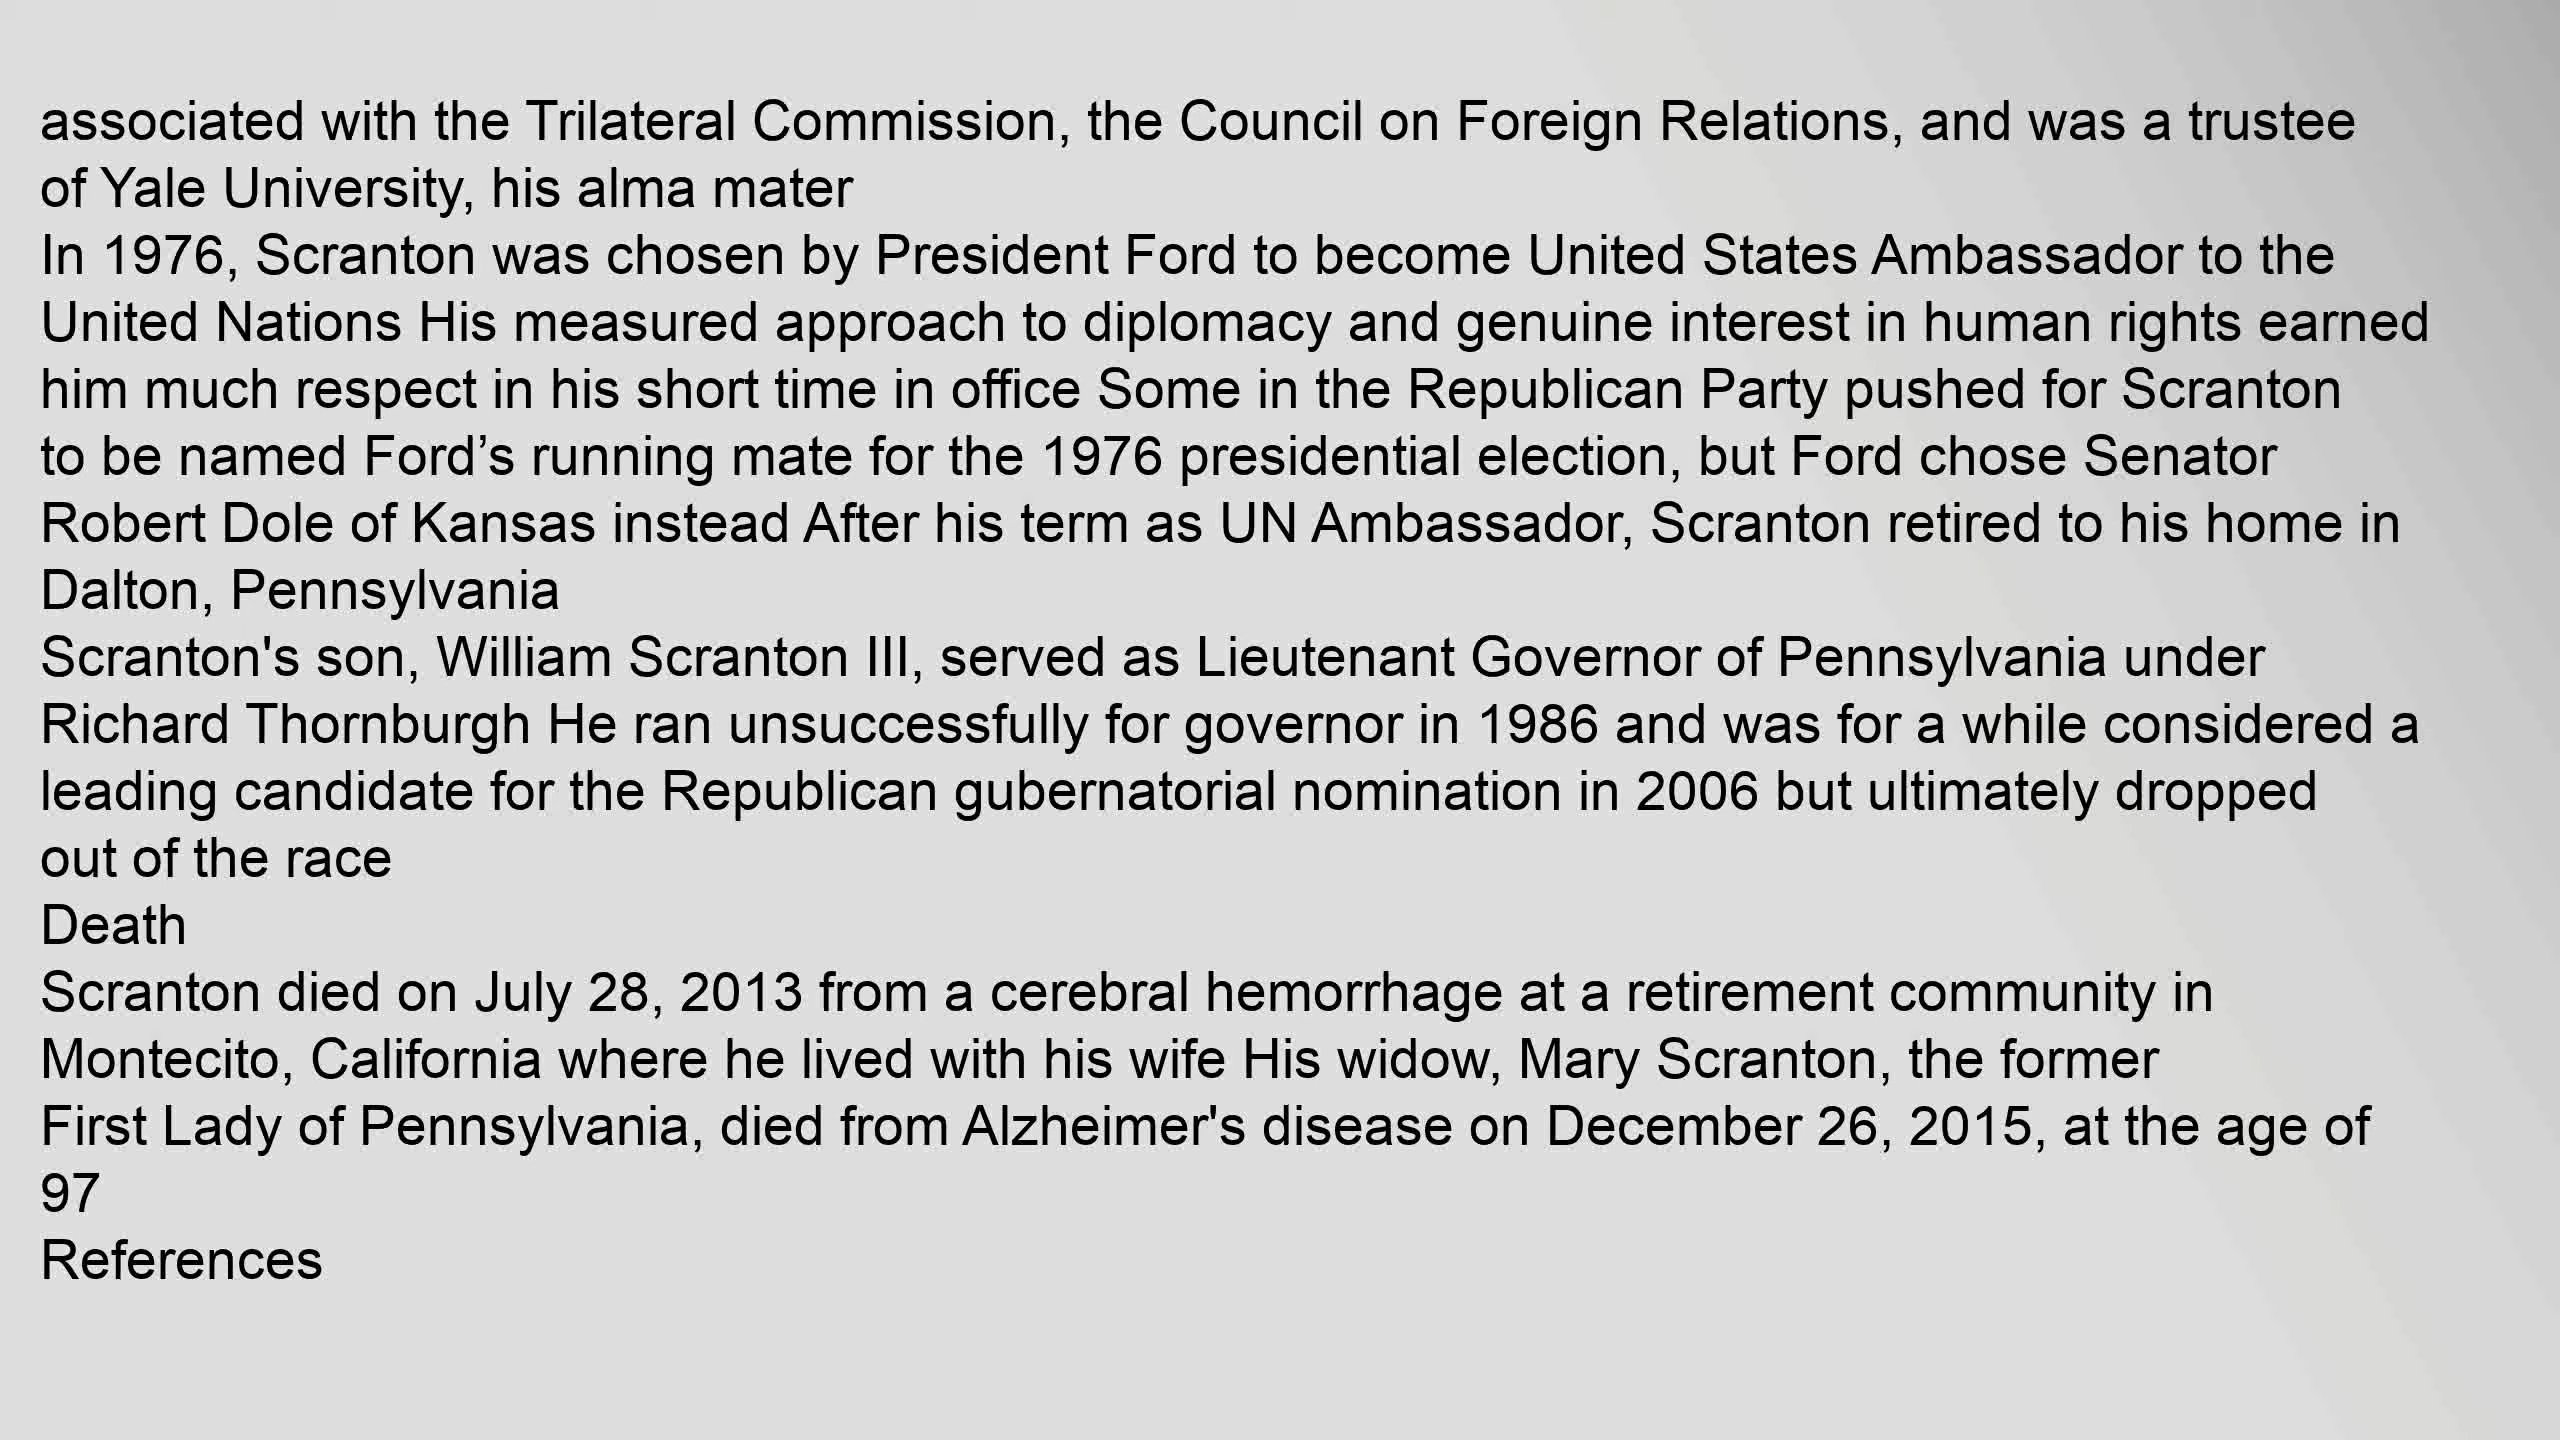 associated with the Trilateral Commission, the Council on Foreign Relations, and was a trustee
of Yale University, his alma mater
In 1976, Scranton was chosen by President Ford to become United States Ambassador to the
United Nations His measured approach to diplomacy and genuine interest in human rights earned
him much respect in his short time in office Some in the Republican Party pushed for Scranton
to be named Ford’s running mate for the 1976 presidential election, but Ford chose Senator
Robert Dole of Kansas instead After his term as UN Ambassador, Scranton retired to his home in
Dalton, Pennsylvania
Scranton's son, William Scranton III, served as Lieutenant Governor of Pennsylvania under
Richard Thornburgh He ran unsuccessfully for governor in 1986 and was for a while considered a
leading candidate for the Republican gubernatorial nomination in 2006 but ultimately dropped
out of the race
Death
Scranton died on July 28, 2013 from a cerebral hemorrhage at a retirement community in
Montecito, California where he lived with his wife His widow, Mary Scranton, the former
First Lady of Pennsylvania, died from Alzheimer's disease on December 26, 2015, at the age of
97
References